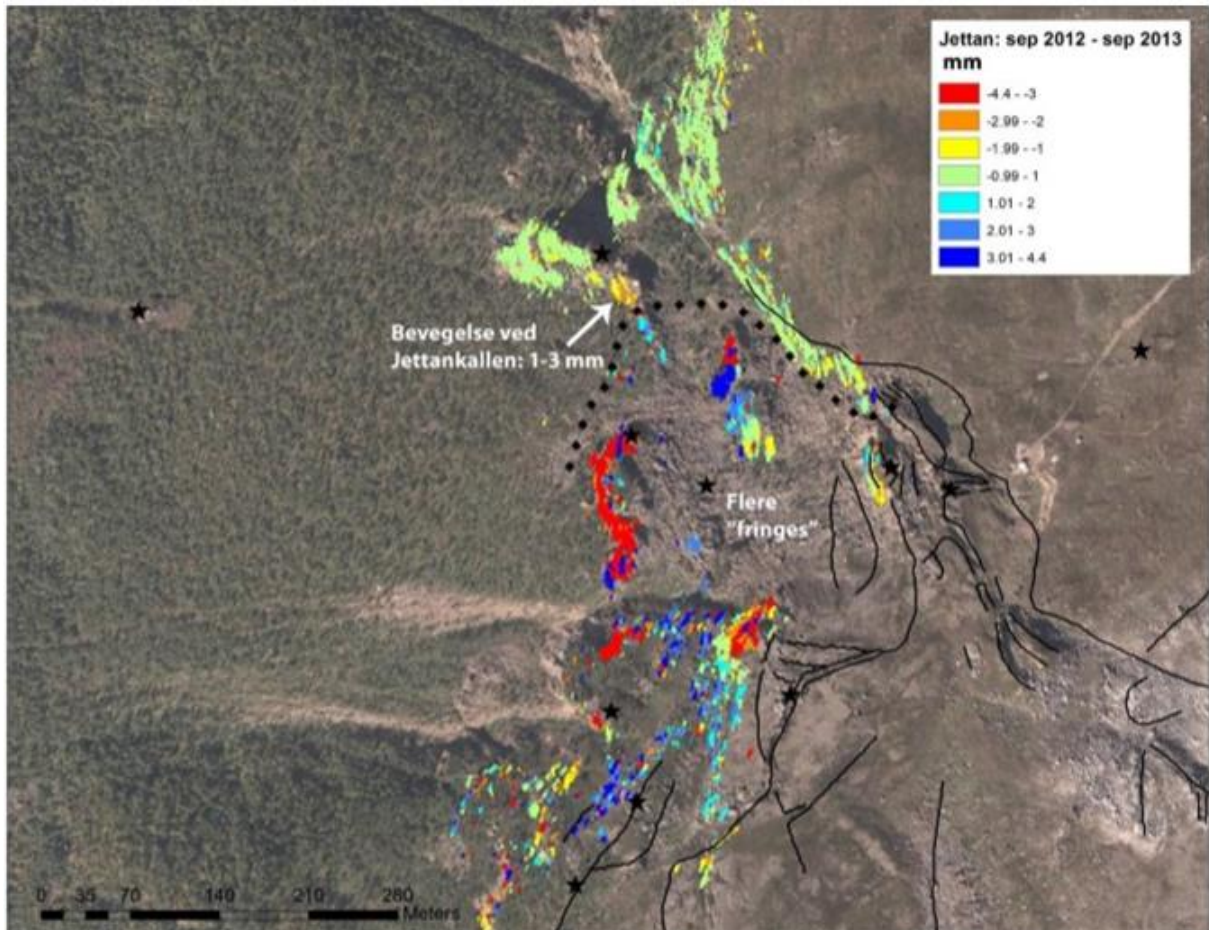 Jettan: sep 2012 - sep 2013
mm
-4.4 - -3
-2.99 - -2
-1.99 - -1
-0.99 - 1
1.01 - 2
2.01 - 3
3.01 - 4.4
Bevegelse ved
Jettankallen: 1-3 mm
Flere
"fringes"
0 35 70 140 210 280
Meters